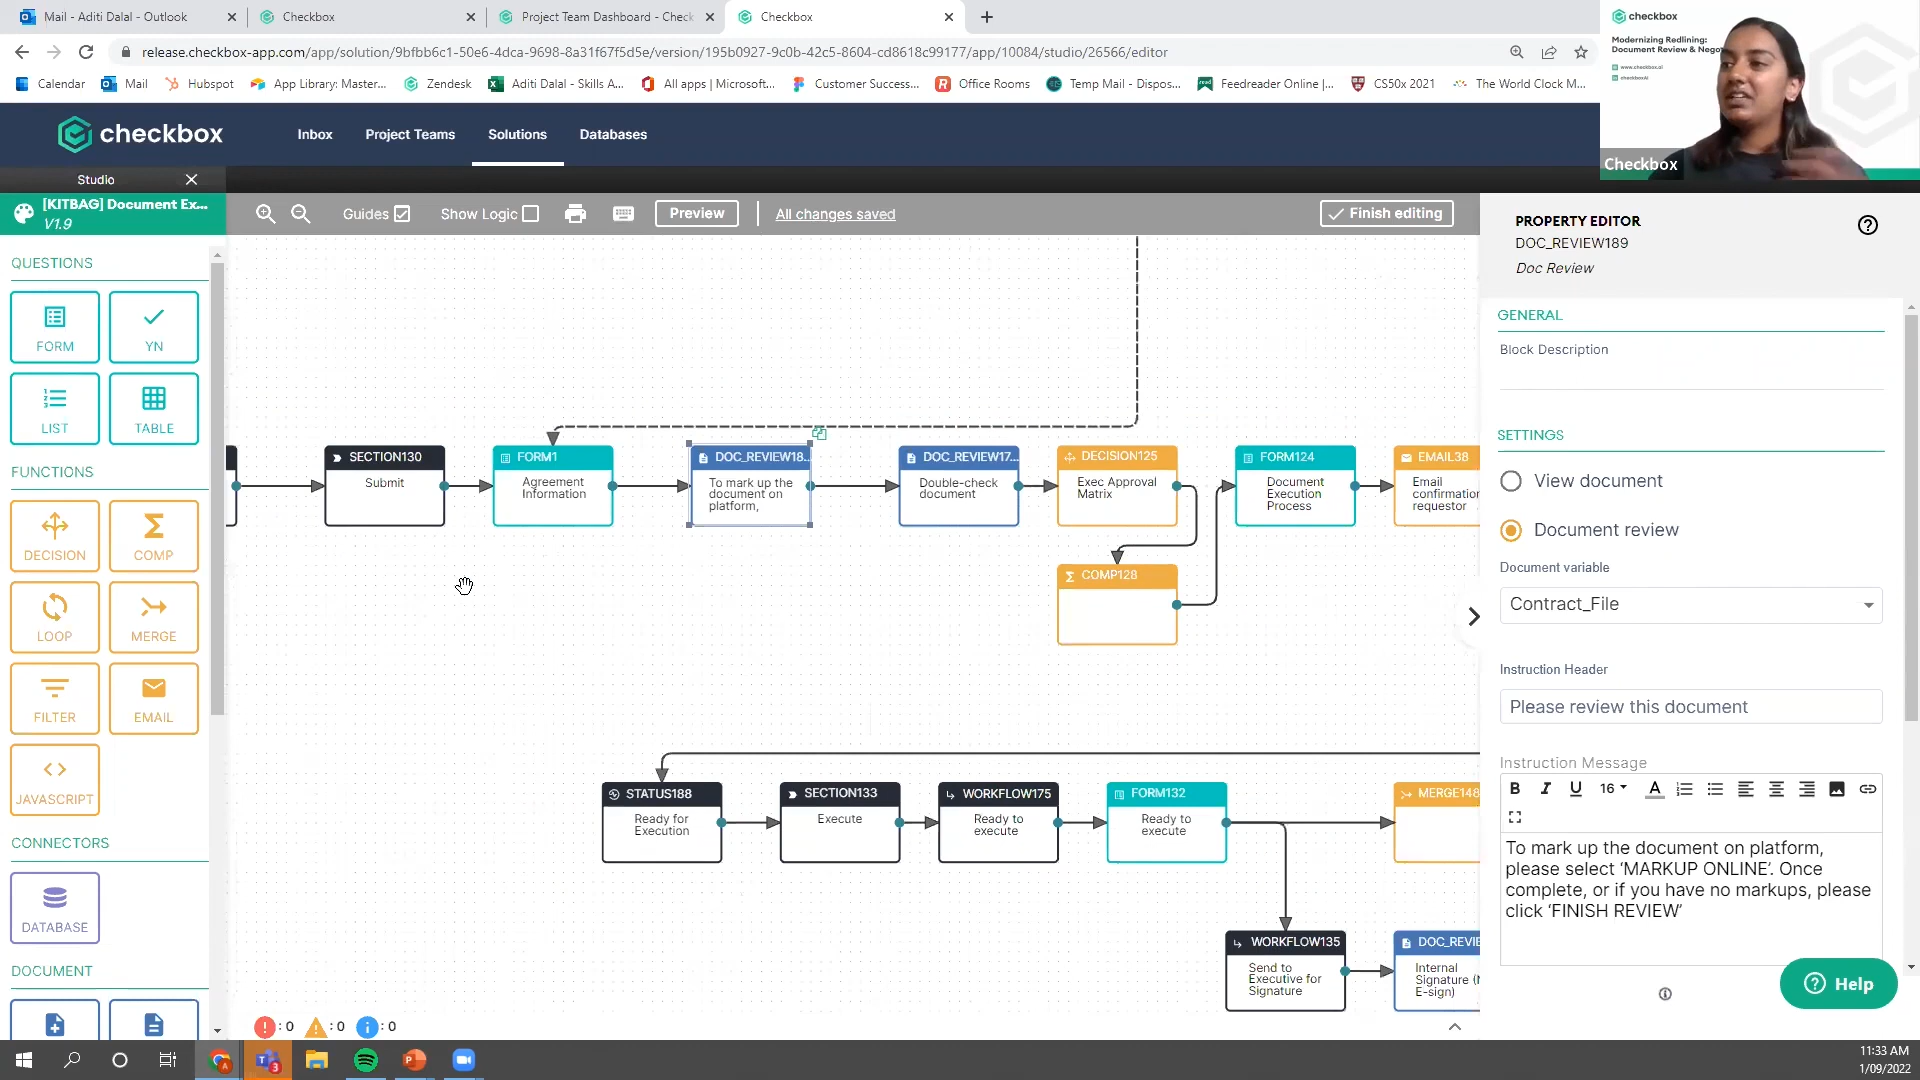 Mail - Aditi Dalal - Outlook
Checkbox
Project Team Dashboard - Check
Checkbox
release.checkbox-app.com/app/solution/9bfbb6c1-50e6-4dca-9698-8a31f67f5d5e/version/195b0927-9c0b-42c5-8604-cd8618c99177/app/10084/studio/26566/editor
Calendar
Mail
Hubspot
App Library: Master...
Zendesk
Aditi Dalal - Skills A...
All apps | Microsoft...
Customer Success...
Office Rooms
Temp Mail - Dispos...
Feedreader Online |...
CS50x 2021
The World Clock M...
checkbox
Modernizing Redlining:
Document Review & Nego
www.checkbox.ai
checkboxAI
Checkbox
checkbox
Inbox
Project Teams
Solutions
Databases
Studio
[KITBAG] Document Ex...
V1.9
Guides
Show Logic
Preview
All changes saved
Finish editing
QUESTIONS
FORM
YN
LIST
TABLE
FUNCTIONS
DECISION
COMP
LOOP
MERGE
FILTER
EMAIL
JAVASCRIPT
CONNECTORS
DATABASE
DOCUMENT
SECTION130
Submit
FORM1
Agreement
Information
DOC_REVIEW18...
To mark up the
document on
platform,
DOC_REVIEW17...
Double-check
document
DECISION125
Exec Approval
Matrix
COMP128
FORM124
Document
Execution
Process
EMAIL38
Email
confirmation
requestor
STATUS188
Ready for
Execution
SECTION133
Execute
WORKFLOW175
Ready to
execute
FORM132
Ready to
execute
MERGE148
WORKFLOW135
Send to
Executive for
Signature
DOC_REVIE
Internal
Signature (
E-sign)
: 0
: 0
: 0
PROPERTY EDITOR
DOC_REVIEW189
Doc Review
GENERAL
Block Description
SETTINGS
View document
Document review
Document variable
Contract_File
Instruction Header
Please review this document
Instruction Message
B I U 16 A
To mark up the document on platform,
please select ‘MARKUP ONLINE’. Once
complete, or if you have no markups, please
click ‘FINISH REVIEW’
Help
11:33 AM
1/09/2022